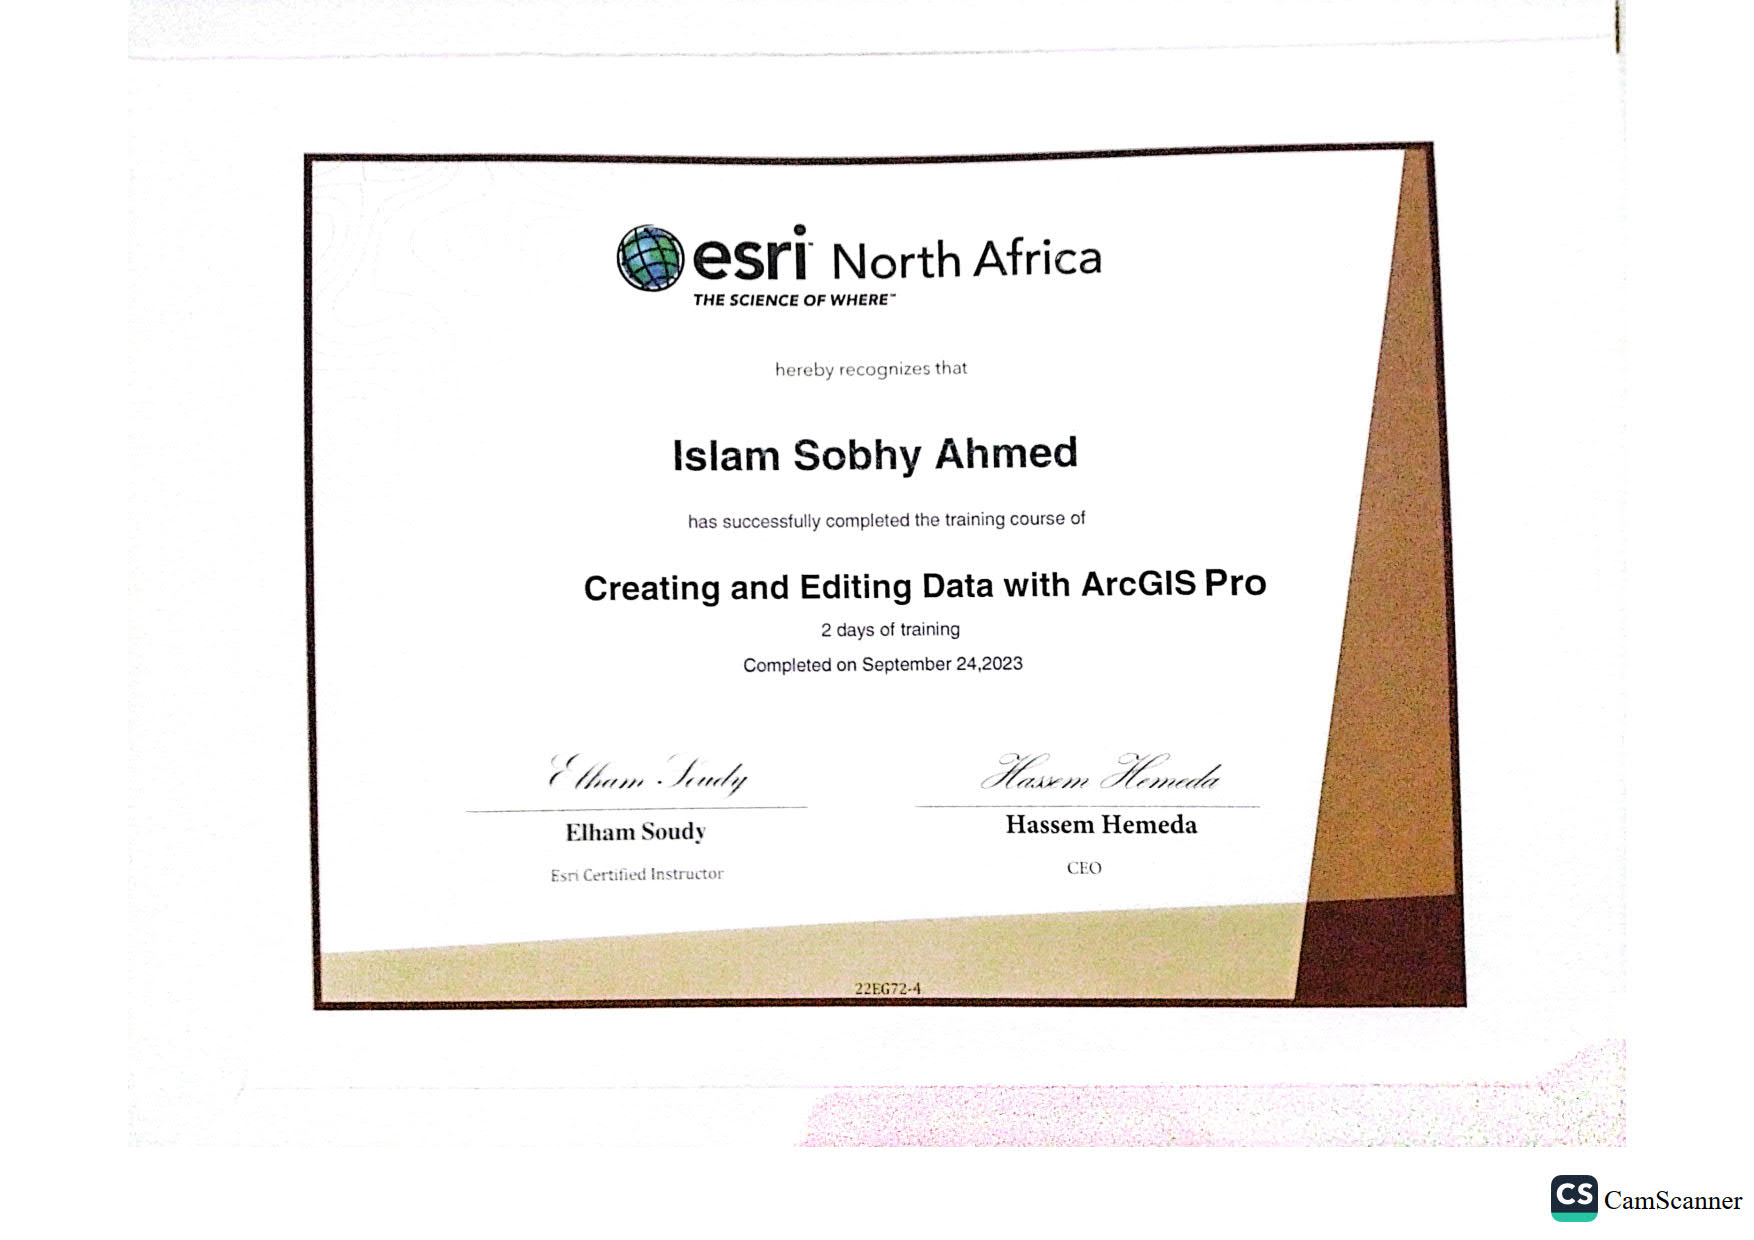 esri™ North Africa
THE SCIENCE OF WHERE™
hereby recognizes that
Islam Sobhy Ahmed
has successfully completed the training course of
Creating and Editing Data with ArcGIS Pro
2 days of training
Completed on September 24,2023
Elham Soudy Hassem Hemeda
Elham Soudy Hassem Hemeda
Esri Certified Instructor CEO
22EG72-4
CS CamScanner